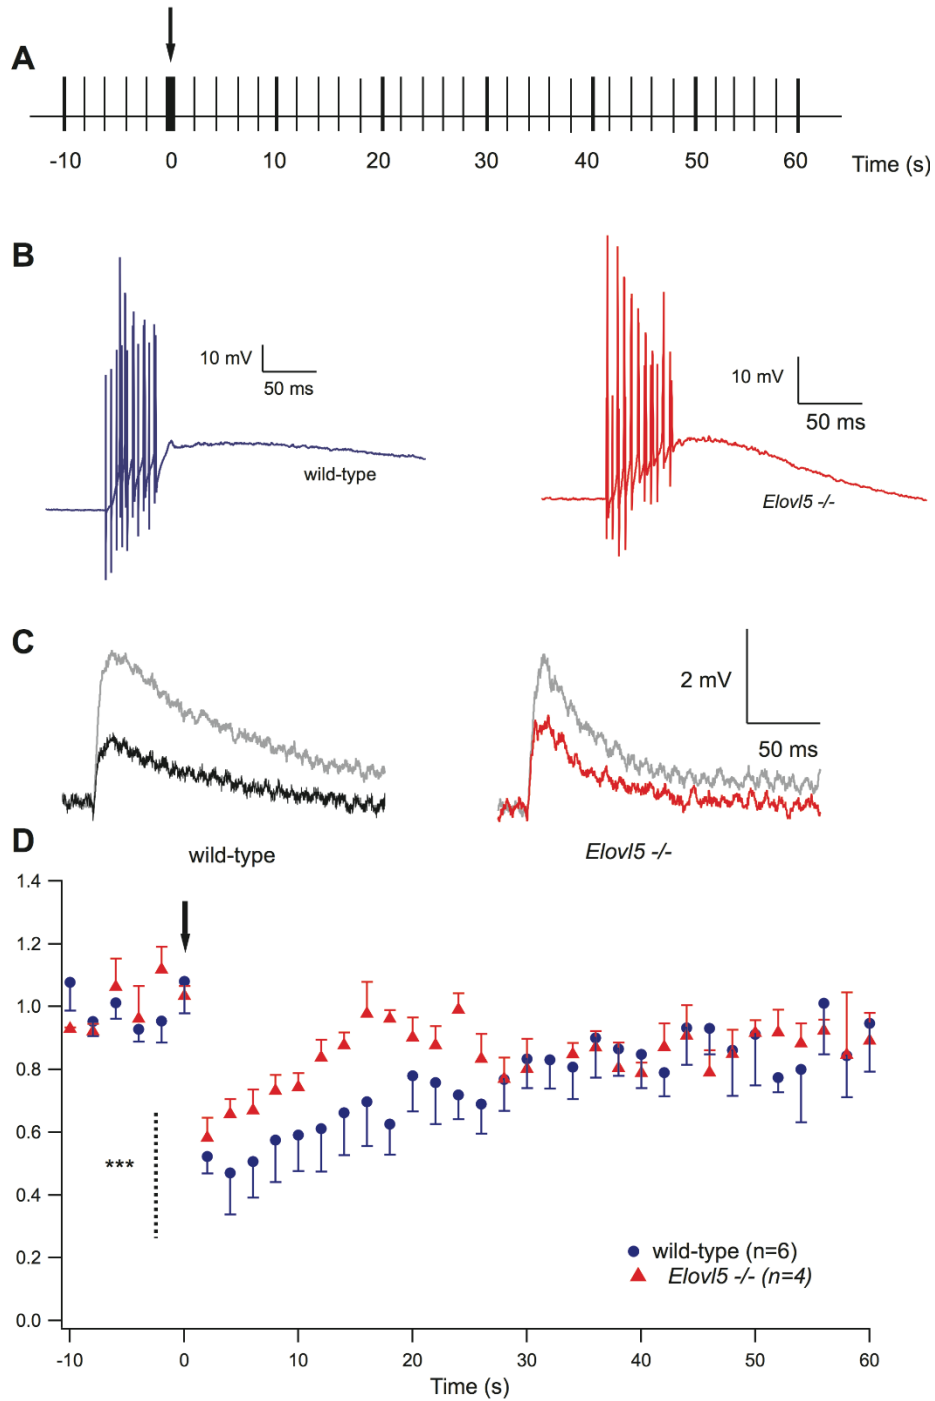 A
-10 0 10 20 30 40 50 60 Time (s)
B
10 mV
50 ms
wild-type
10 mV
50 ms
Elovl5 -/-
C
2 mV
50 ms
wild-type
Elovl5 -/-
D
1.4
1.2
1.0
0.8
0.6
0.4
0.2
0.0
***
wild-type (n=6)
Elovl5 -/- (n=4)
-10 0 10 20 30 40 50 60
Time (s)